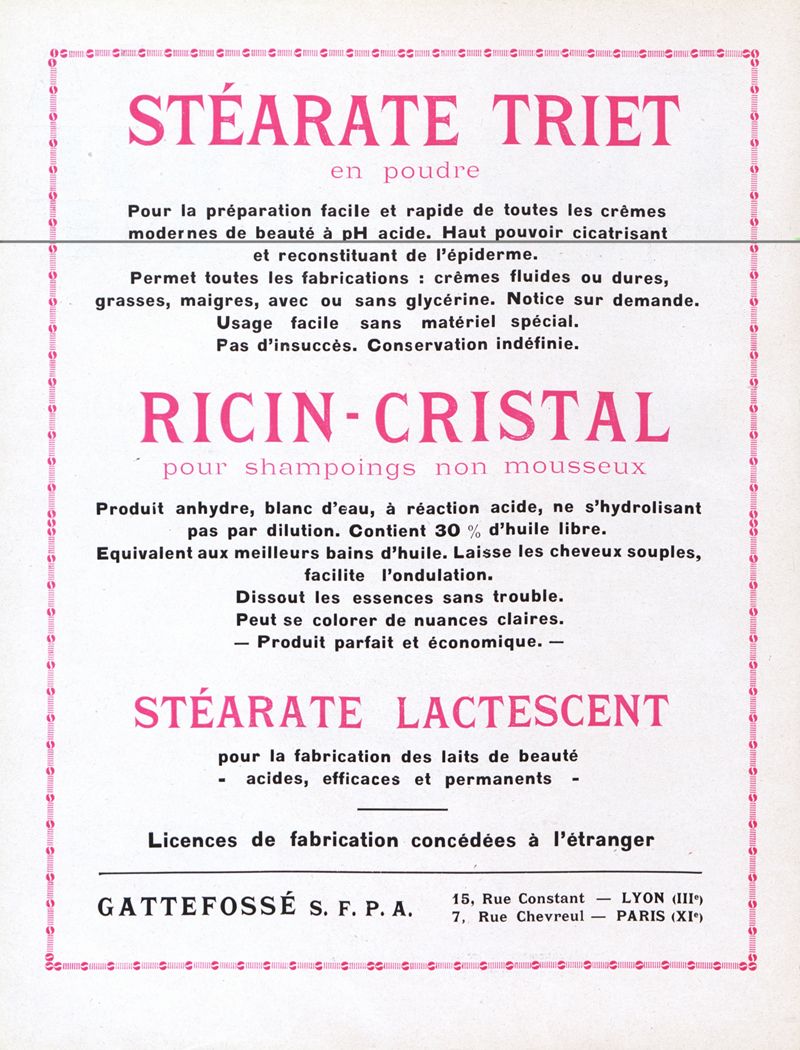 STÉARATE TRIET
en poudre
Pour la préparation facile et rapide de toutes les crêmes
modernes de beauté à pH acide. Haut pouvoir cicatrisant
et reconstituant de l'épiderme.
Permet toutes les fabrications : crêmes fluides ou dures,
grasses, maigres, avec ou sans glycérine. Notice sur demande.
Usage facile sans matériel spécial.
Pas d'insuccès. Conservation indéfinie.
RICIN-CRISTAL
pour shampoings non mousseux
Produit anhydre, blanc d'eau, à réaction acide, ne s'hydrolisant
pas par dilution. Contient 30 % d'huile libre.
Equivalent aux meilleurs bains d'huile. Laisse les cheveux souples,
facilite l'ondulation.
Dissout les essences sans trouble.
Peut se colorer de nuances claires.
— Produit parfait et économique. —
STÉARATE LACTESCENT
pour la fabrication des laits de beauté
- acides, efficaces et permanents -
Licences de fabrication concédées à l'étranger
GATTEFOSSÉ S. F. P. A.
15, Rue Constant — LYON (IIIe)
7, Rue Chevreul — PARIS (XIe)